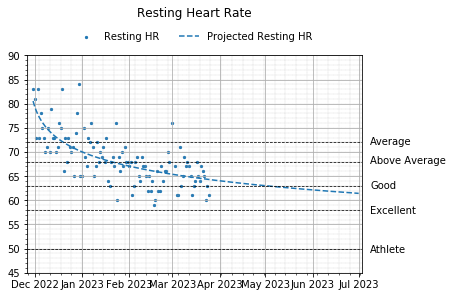 Resting Heart Rate
Resting HR Projected Resting HR
90
85
80
75
70
65
60
55
50
45
Average
Above Average
Good
Excellent
Athlete
Dec 2022 Jan 2023 Feb 2023 Mar 2023 Apr 2023 May 2023 Jun 2023 Jul 2023